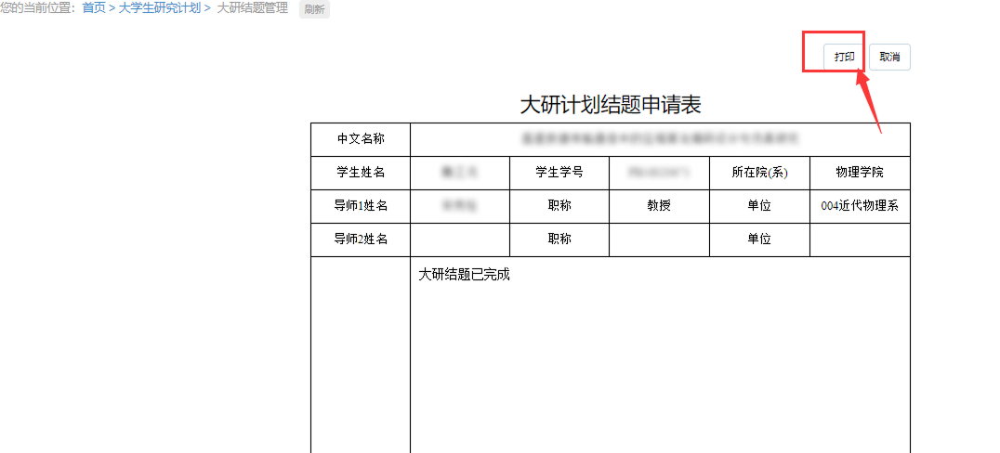 您的当前位置: 首页 > 大学生研究计划 > 大研结题管理 刷新
打印 取消
大研计划结题申请表
中文名称
学生姓名 学生学号 所在院(系) 物理学院
导师1姓名 职称 教授 单位 004近代物理系
导师2姓名 职称 单位
大研结题已完成